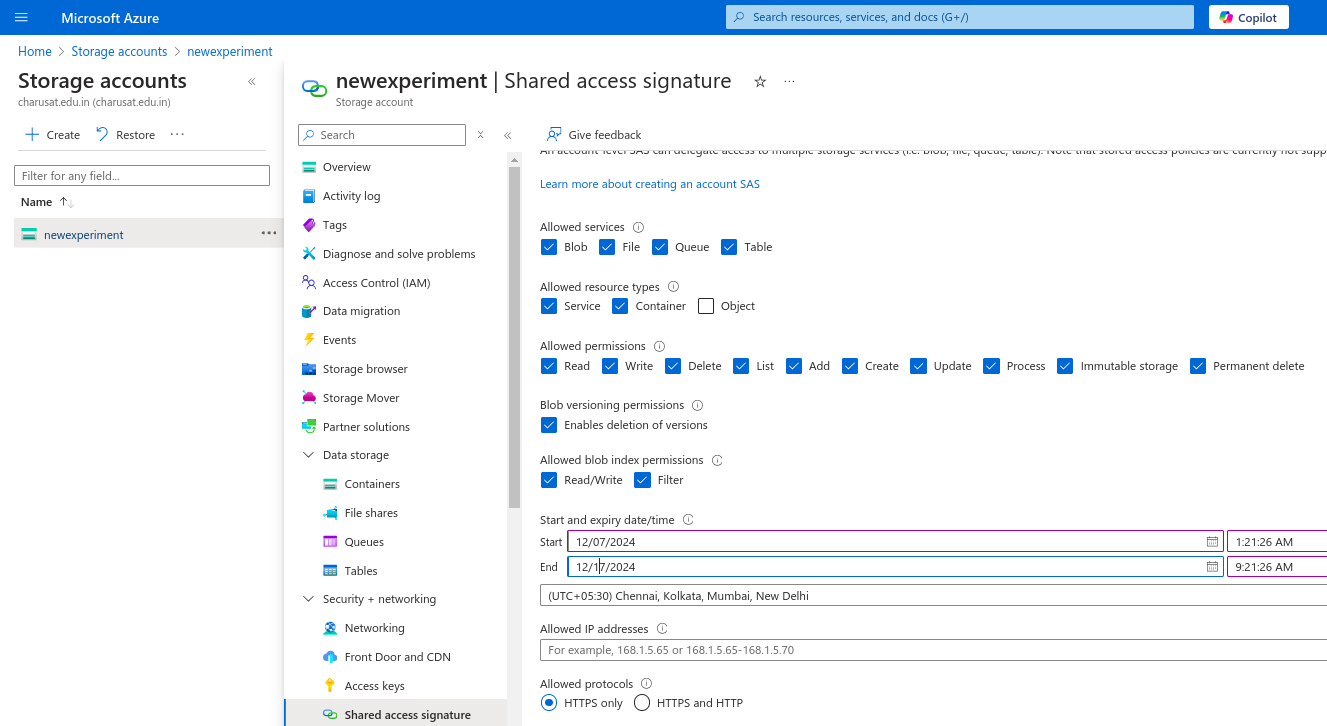 Microsoft Azure
Search resources, services, and docs (G+/)
Copilot
Home > Storage accounts > newexperiment
Storage accounts
charusat.edu.in (charusat.edu.in)
+ Create Restore ...
Filter for any field...
Name ↑↓
newexperiment ...
newexperiment | Shared access signature ☆ ...
Storage account
Search
Overview
Activity log
Tags
Diagnose and solve problems
Access Control (IAM)
Data migration
Events
Storage browser
Storage Mover
Partner solutions
Data storage
Containers
File shares
Queues
Tables
Security + networking
Networking
Front Door and CDN
Access keys
Shared access signature
Give feedback
An account-level SAS can delegate access to multiple storage services (i.e. blob, file, queue, table). Note that stored access policies are currently not supp
Learn more about creating an account SAS
Allowed services
Blob File Queue Table
Allowed resource types
Service Container Object
Allowed permissions
Read Write Delete List Add Create Update Process Immutable storage Permanent delete
Blob versioning permissions
Enables deletion of versions
Allowed blob index permissions
Read/Write Filter
Start and expiry date/time
Start 12/07/2024 1:21:26 AM
End 12/17/2024 9:21:26 AM
(UTC+05:30) Chennai, Kolkata, Mumbai, New Delhi
Allowed IP addresses
For example, 168.1.5.65 or 168.1.5.65-168.1.5.70
Allowed protocols
HTTPS only HTTPS and HTTP